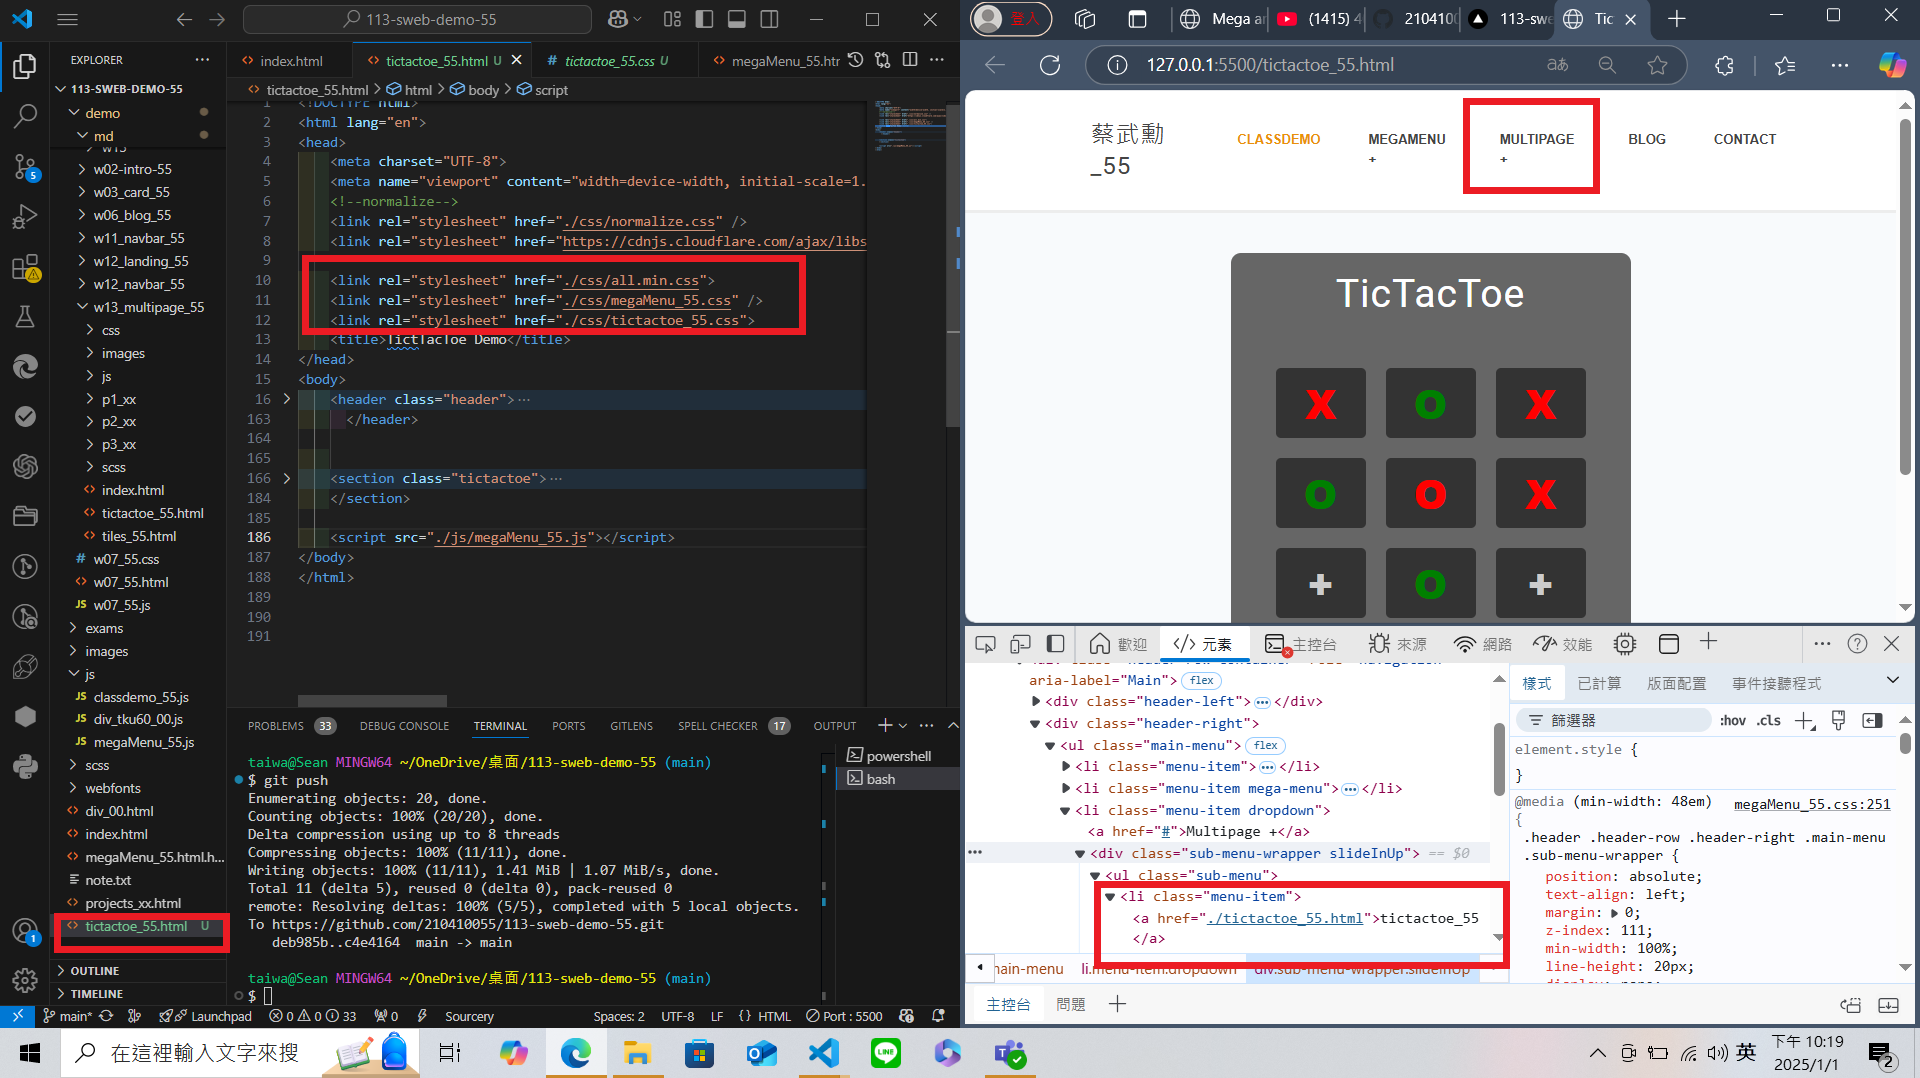 113-sweb-demo-55
EXPLORER
113-SWEB-DEMO-55
demo
md
w13
w02-intro-55
w03_card_55
w06_blog_55
w11_navbar_55
w12_landing_55
w12_navbar_55
w13_multipage_55
css
images
js
p1_xx
p2_xx
p3_xx
scss
index.html
tictactoe_55.html
tiles_55.html
w07_55.css
w07_55.html
w07_55.js
exams
images
js
classdemo_55.js
div_tku60_00.js
megaMenu_55.js
scss
webfonts
div_00.html
index.html
megaMenu_55.html.h...
note.txt
projects_xx.html
tictactoe_55.html U
OUTLINE
TIMELINE
index.html
tictactoe_55.html U
tictactoe_55.css U
megaMenu_55.htr
tictactoe_55.html > html > body > script
1 <!DOCTYPE html>
2 <html lang="en">
3 <head>
4 <meta charset="UTF-8">
5 <meta name="viewport" content="width=device-width, initial-scale=1.
6 <!--normalize-->
7 <link rel="stylesheet" href="./css/normalize.css" />
8 <link rel="stylesheet" href="https://cdnjs.cloudflare.com/ajax/libs
9
10 <link rel="stylesheet" href="./css/all.min.css">
11 <link rel="stylesheet" href="./css/megaMenu_55.css" />
12 <link rel="stylesheet" href="./css/tictactoe_55.css">
13 <title>TictTacToe Demo</title>
14 </head>
15 <body>
16 <header class="header">…
163 </header>
164
165
166 <section class="tictactoe">…
184 </section>
185
186 <script src="./js/megaMenu_55.js"></script>
187 </body>
188 </html>
189
190
191
PROBLEMS 33 DEBUG CONSOLE TERMINAL PORTS GITLENS SPELL CHECKER 17 OUTPUT
powershell
bash
taiwa@Sean MINGW64 ~/OneDrive/桌面/113-sweb-demo-55 (main)
$ git push
Enumerating objects: 20, done.
Counting objects: 100% (20/20), done.
Delta compression using up to 8 threads
Compressing objects: 100% (11/11), done.
Writing objects: 100% (11/11), 1.41 MiB | 1.07 MiB/s, done.
Total 11 (delta 5), reused 0 (delta 0), pack-reused 0
remote: Resolving deltas: 100% (5/5), completed with 5 local objects.
To https://github.com/210410055/113-sweb-demo-55.git
deb985b..c4e4164 main -> main
taiwa@Sean MINGW64 ~/OneDrive/桌面/113-sweb-demo-55 (main)
$
main* Launchpad 0 0 33 0 Sourcery Spaces: 2 UTF-8 LF {} HTML Port : 5500
5
1
登入
Mega ar
(1415) 4
210410(
113-swe
Tic
127.0.0.1:5500/tictactoe_55.html
蔡武勳
_55
CLASSDEMO
MEGAMENU
+
MULTIPAGE
+
BLOG
CONTACT
TicTacToe
X O X
O O X
+ O +
歡迎 元素 主控台 來源 網路 效能
aria-label="Main"> flex
<div class="header-left">…</div>
<div class="header-right">
<ul class="main-menu"> flex
<li class="menu-item">…</li>
<li class="menu-item mega-menu">…</li>
<li class="menu-item dropdown">
<a href="#">Multipage +</a>
<div class="sub-menu-wrapper slideInUp"> == $0
<ul class="sub-menu">
<li class="menu-item">
<a href="./tictactoe_55.html">tictactoe_55
</a>
nain-menu li.menu-item.dropdown div.sub-menu-wrapper.slideInUp
主控台 問題
樣式 已計算 版面配置 事件接聽程式
篩選器 :hov .cls
element.style {
}
@media (min-width: 48em) megaMenu_55.css:251
{
.header .header-row .header-right .main-menu
.sub-menu-wrapper {
position: absolute;
text-align: left;
margin: 0;
z-index: 111;
min-width: 100%;
line-height: 20px;
在這裡輸入文字來搜
英
下午 10:19
2025/1/1
2